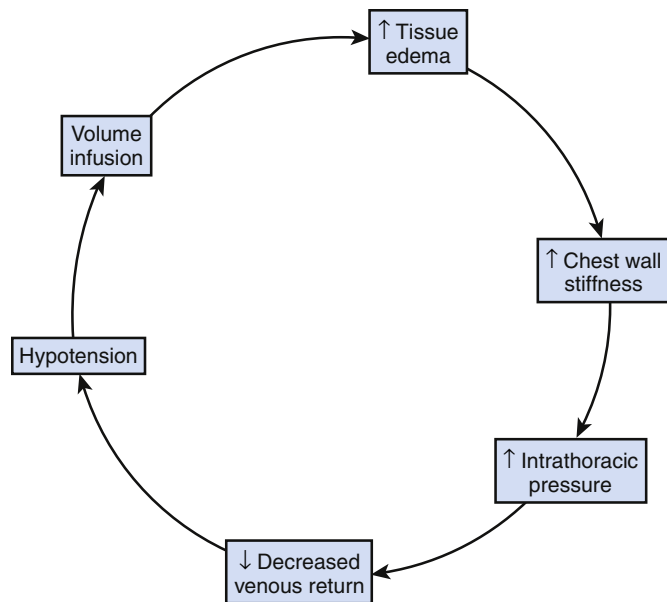 ↑ Tissue
edema
↑ Chest wall
stiffness
↑ Intrathoracic
pressure
↓ Decreased
venous return
Hypotension
Volume
infusion